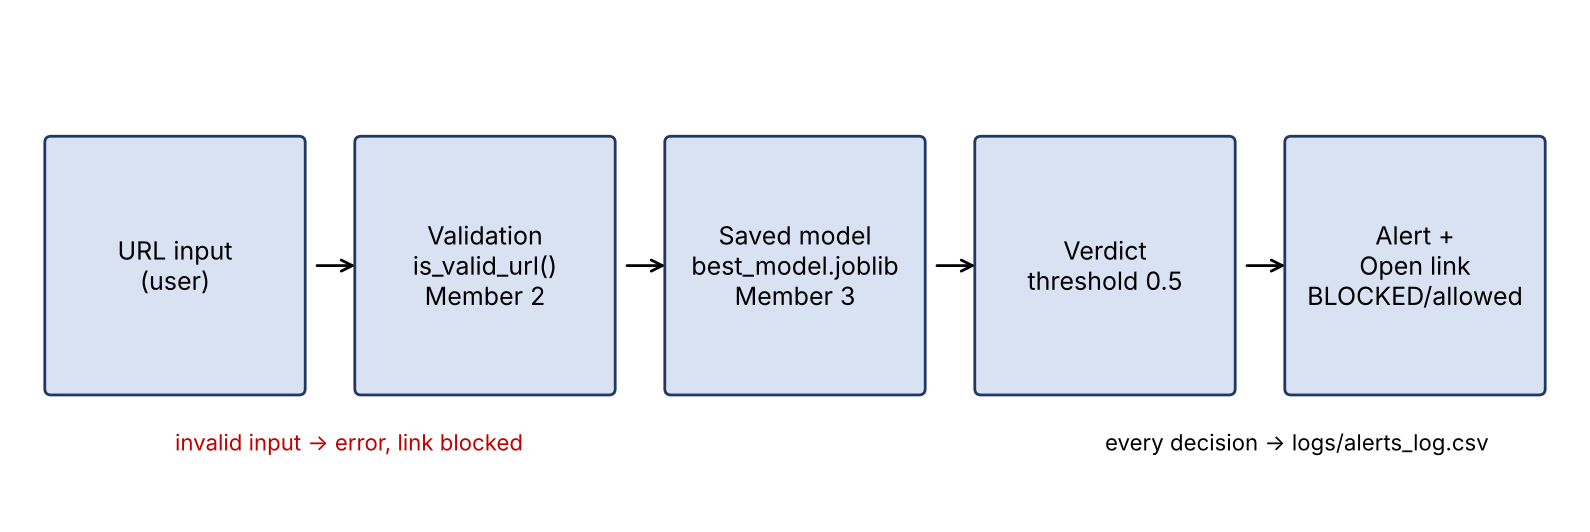 URL input
(user)
Validation
is_valid_url()
Member 2
Saved model
best_model.joblib
Member 3
Verdict
threshold 0.5
Alert +
Open link
BLOCKED/allowed
invalid input → error, link blocked
every decision → logs/alerts_log.csv